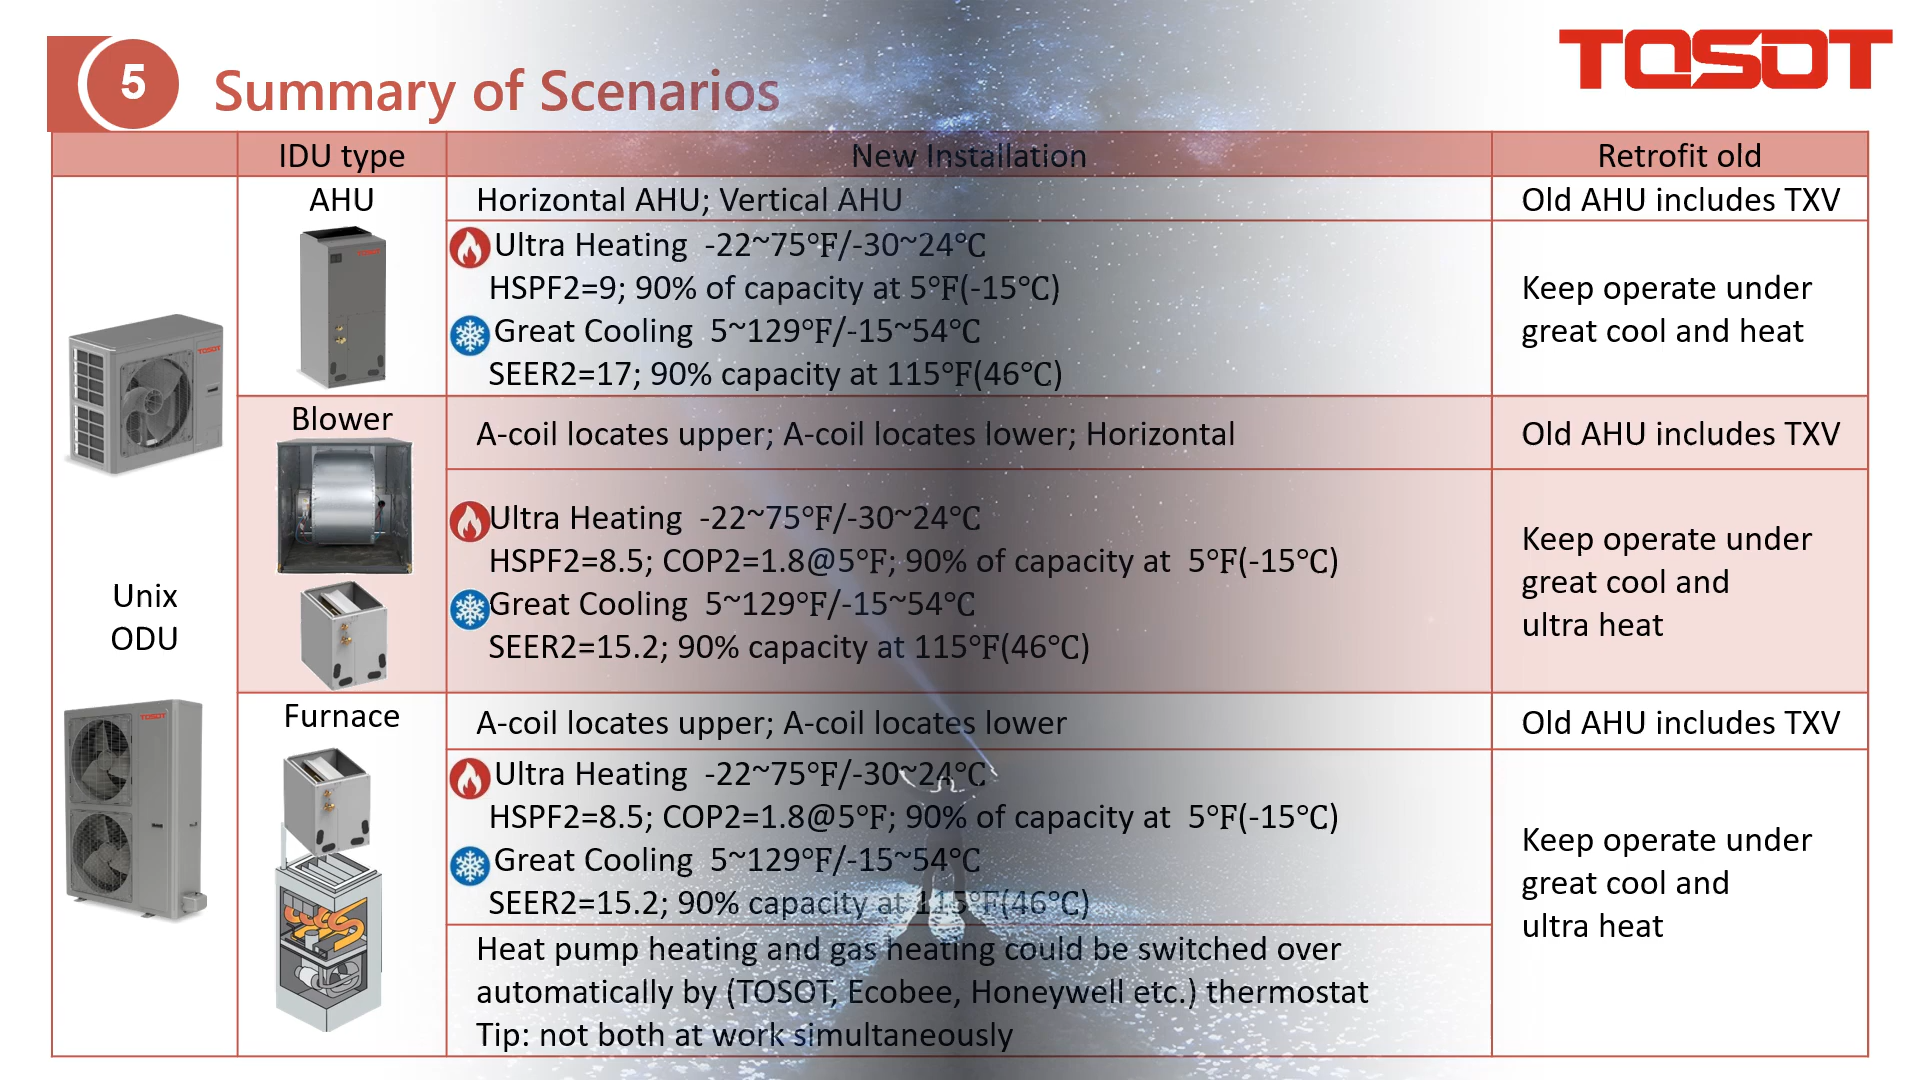 5
Summary of Scenarios
TOSOT
IDU type
New Installation
Retrofit old
Unix
ODU
TOSOT
TOSOT
AHU
TOSOT
Horizontal AHU; Vertical AHU
Old AHU includes TXV
Ultra Heating -22~75°F/-30~24℃
HSPF2=9; 90% of capacity at 5°F(-15℃)
Great Cooling 5~129°F/-15~54℃
SEER2=17; 90% capacity at 115°F(46℃)
Keep operate under
great cool and heat
Blower
A-coil locates upper; A-coil locates lower; Horizontal
Old AHU includes TXV
Ultra Heating -22~75°F/-30~24℃
HSPF2=8.5; COP2=1.8@5°F; 90% of capacity at 5°F(-15℃)
Great Cooling 5~129°F/-15~54℃
SEER2=15.2; 90% capacity at 115°F(46℃)
Keep operate under
great cool and
ultra heat
Furnace
A-coil locates upper; A-coil locates lower
Old AHU includes TXV
Ultra Heating -22~75°F/-30~24℃
HSPF2=8.5; COP2=1.8@5°F; 90% of capacity at 5°F(-15℃)
Great Cooling 5~129°F/-15~54℃
SEER2=15.2; 90% capacity at 115°F(46℃)
Keep operate under
great cool and
ultra heat
Heat pump heating and gas heating could be switched over
automatically by (TOSOT, Ecobee, Honeywell etc.) thermostat
Tip: not both at work simultaneously